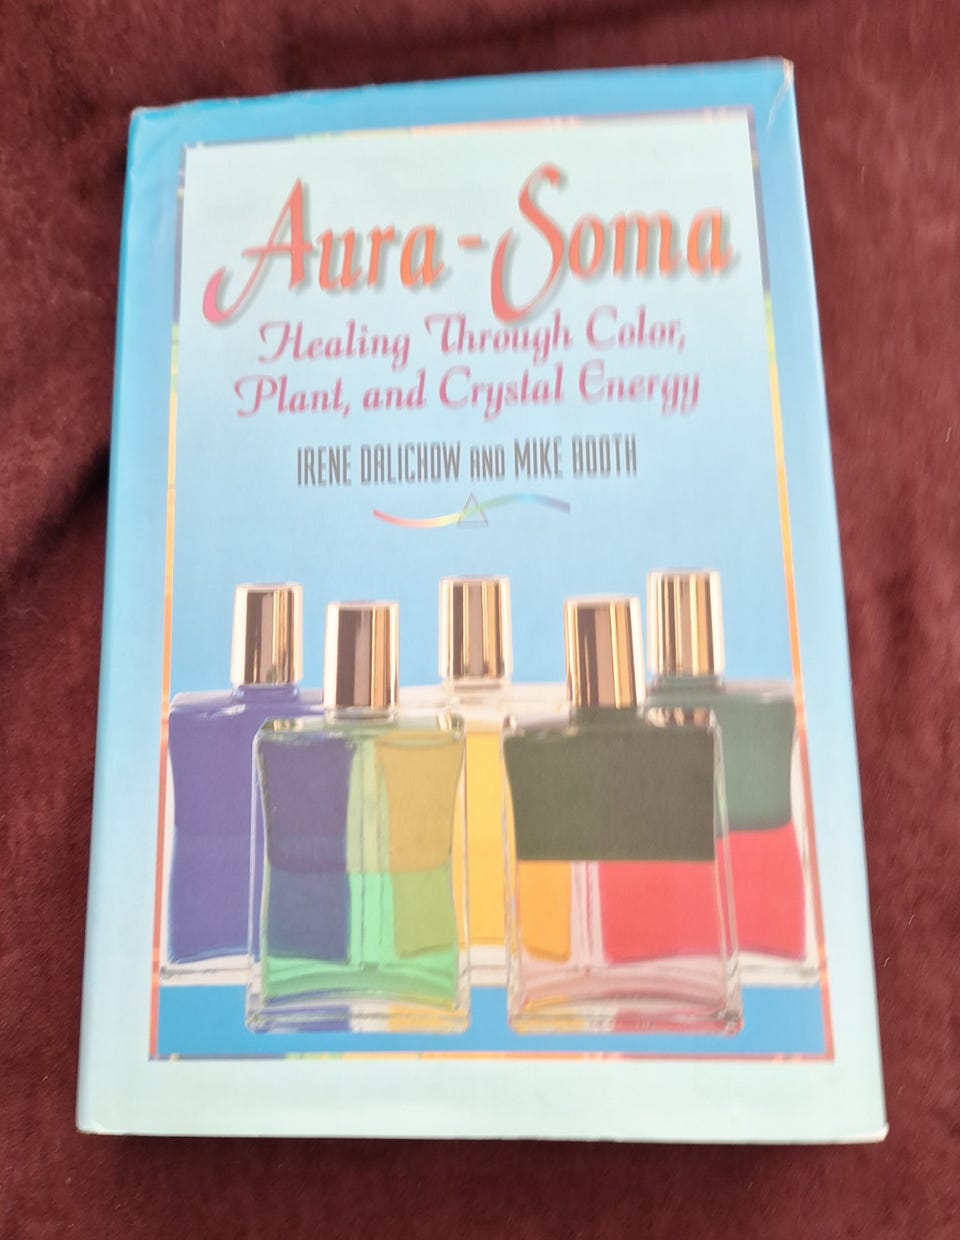 Aura-Soma
Healing Through Color,
Plant, and Crystal Energy
IRENE DALICHOW AND MIKE BOOTH